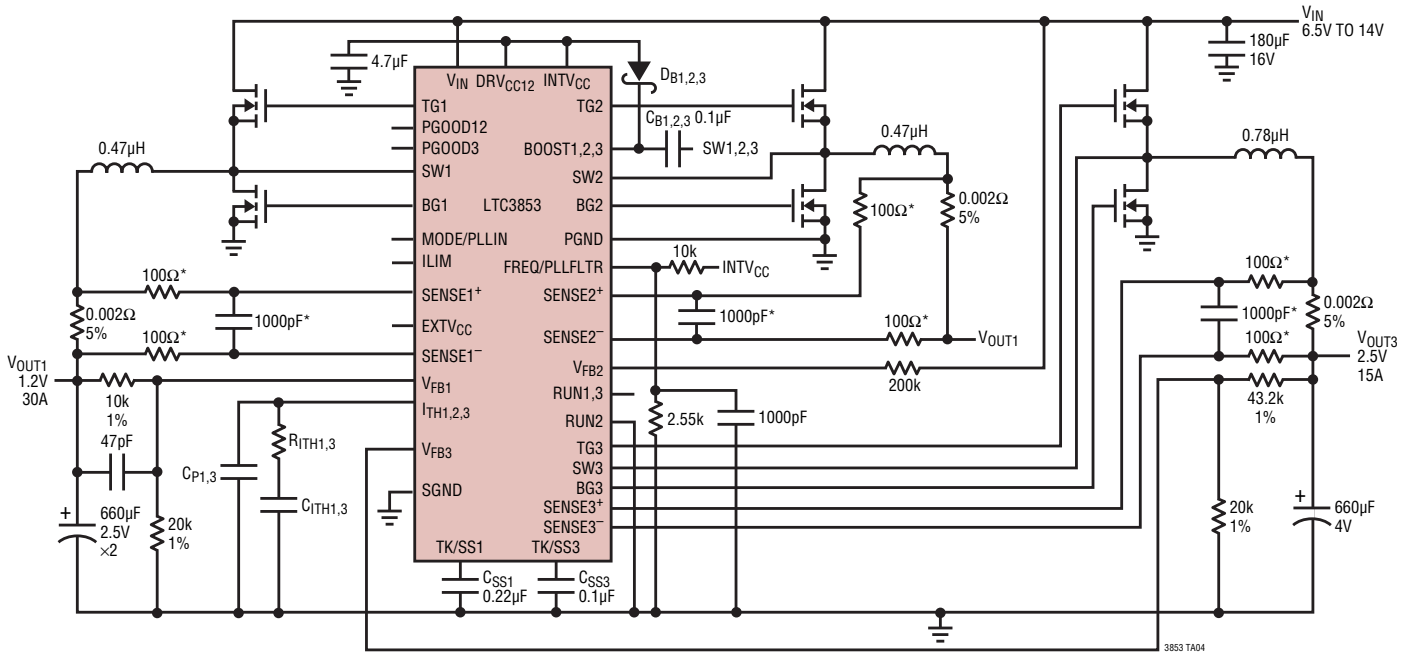 VIN
6.5V TO 14V
180µF
16V
4.7µF
VIN DRVCC12 INTVCC
DB1,2,3
TG1
TG2
CB1,2,3 0.1µF
PGOOD12
PGOOD3
BOOST1,2,3
SW1,2,3
0.47µH
0.47µH
0.78µH
SW1
SW2
BG1 LTC3853 BG2
100Ω*
0.002Ω
5%
MODE/PLLIN
PGND
ILIM
FREQ/PLLFLTR
10k
INTVCC
100Ω*
SENSE1+
SENSE2+
100Ω*
0.002Ω
5%
1000pF*
1000pF*
1000pF*
0.002Ω
5%
EXTVCC
100Ω*
SENSE1–
SENSE2–
100Ω*
VOUT1
100Ω*
VOUT3
2.5V
15A
VOUT1
1.2V
30A
10k
1%
VFB1
VFB2
200k
43.2k
1%
ITH1,2,3
RUN1,3
RITH1,3
2.55k
1000pF
RUN2
47pF
VFB3
TG3
CP1,3
SW3
SGND
BG3
CITH1,3
SENSE3+
SENSE3–
+
660µF
2.5V
×2
20k
1%
20k
1%
+
660µF
4V
TK/SS1 TK/SS3
CSS1
0.22µF
CSS3
0.1µF
3853 TA04